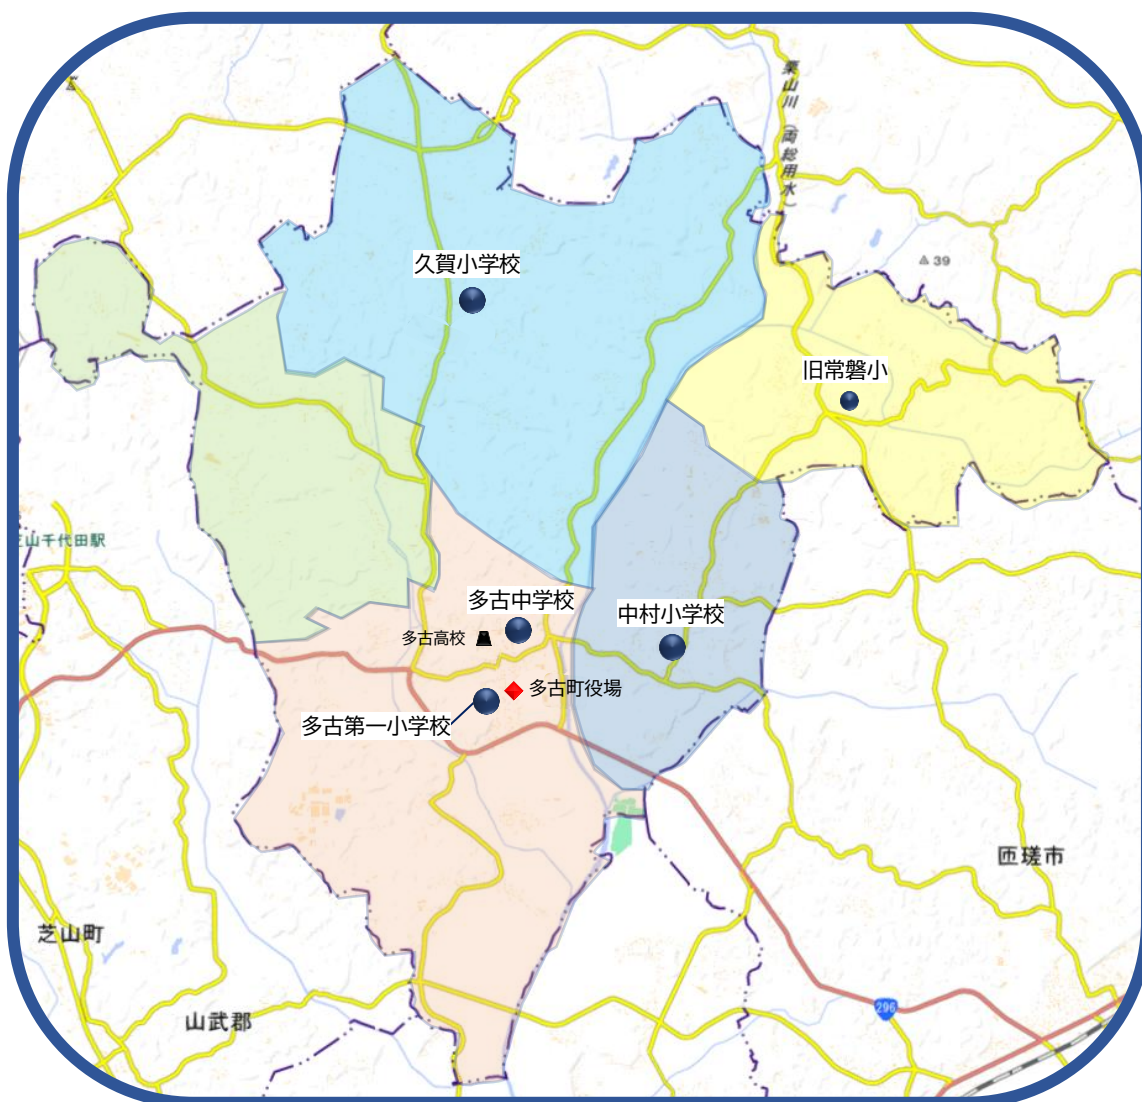 栗山川(両総用水)
久賀小学校
39
旧常磐小
山千代田駅
多古中学校
中村小学校
多古高校
多古町役場
多古第一小学校
匝瑳市
芝山町
山武郡
296